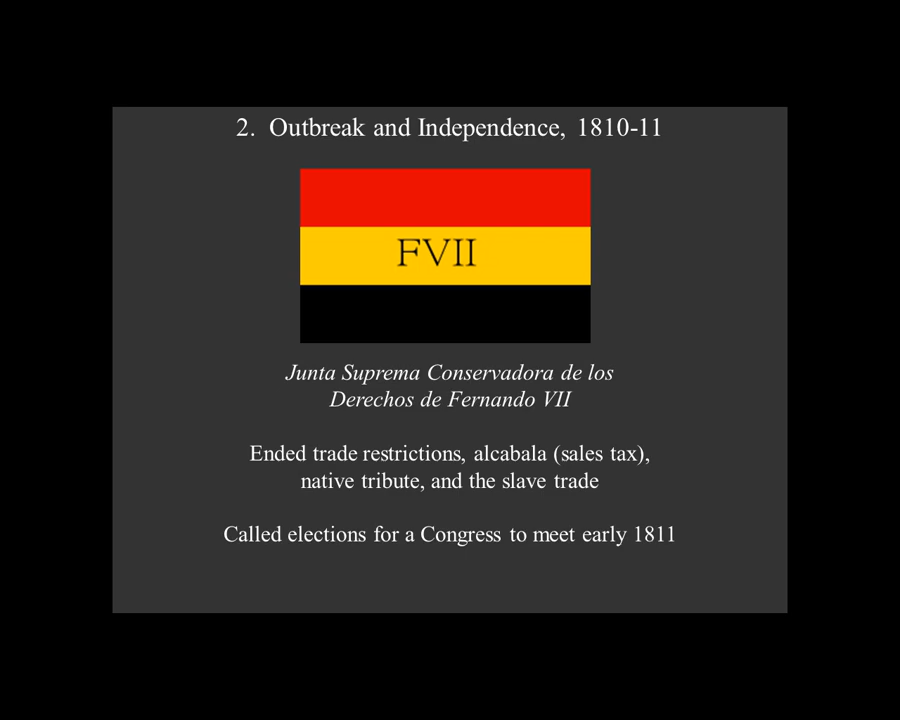 2. Outbreak and Independence, 1810-11
FVII
Junta Suprema Conservadora de los
Derechos de Fernando VII
Ended trade restrictions, alcabala (sales tax),
native tribute, and the slave trade
Called elections for a Congress to meet early 1811